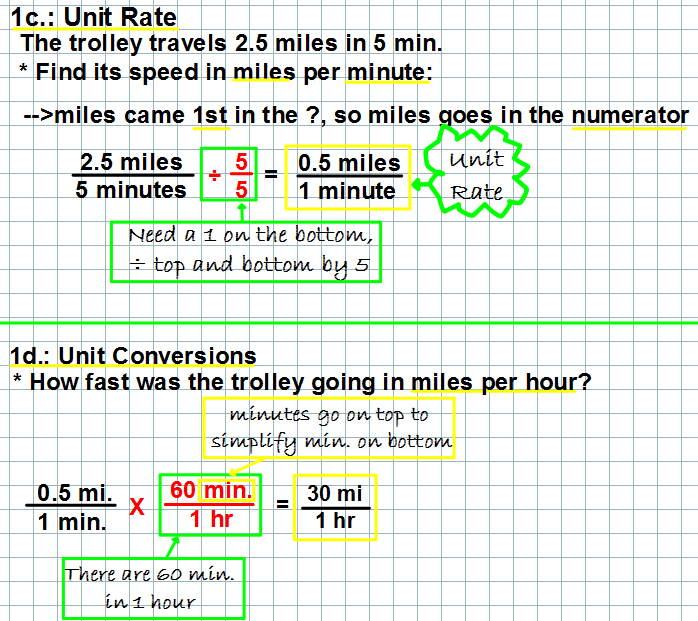 1c.: Unit Rate
The trolley travels 2.5 miles in 5 min.
* Find its speed in miles per minute:
-->miles came 1st in the ?, so miles goes in the numerator
2.5 miles ÷ 5 = 0.5 miles
5 minutes 5 1 minute
Unit
Rate
Need a 1 on the bottom,
÷ top and bottom by 5
1d.: Unit Conversions
* How fast was the trolley going in miles per hour?
minutes go on top to
simplify min. on bottom
0.5 mi. X 60 min. = 30 mi
1 min. 1 hr 1 hr
There are 60 min.
in 1 hour